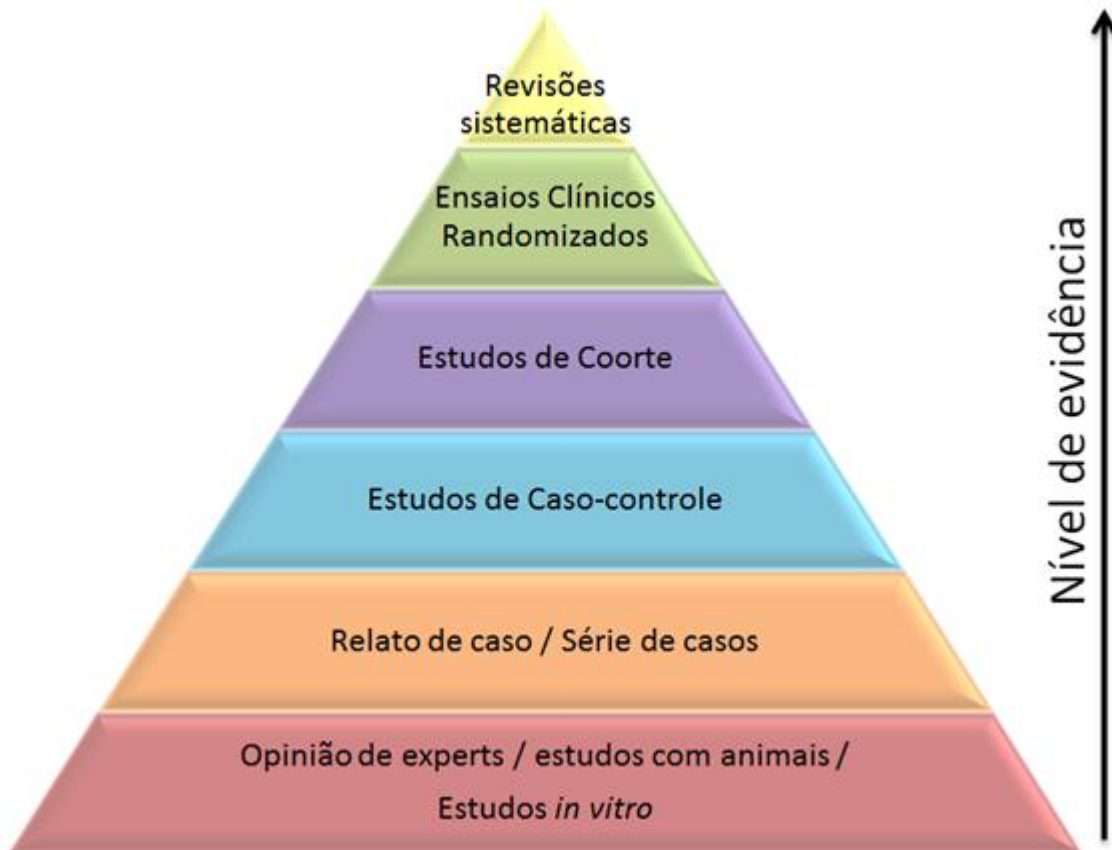 Revisões
sistemáticas
Ensaios Clínicos
Randomizados
Estudos de Coorte
Estudos de Caso-controle
Relato de caso / Série de casos
Opinião de experts / estudos com animais /
Estudos in vitro
Nível de evidência